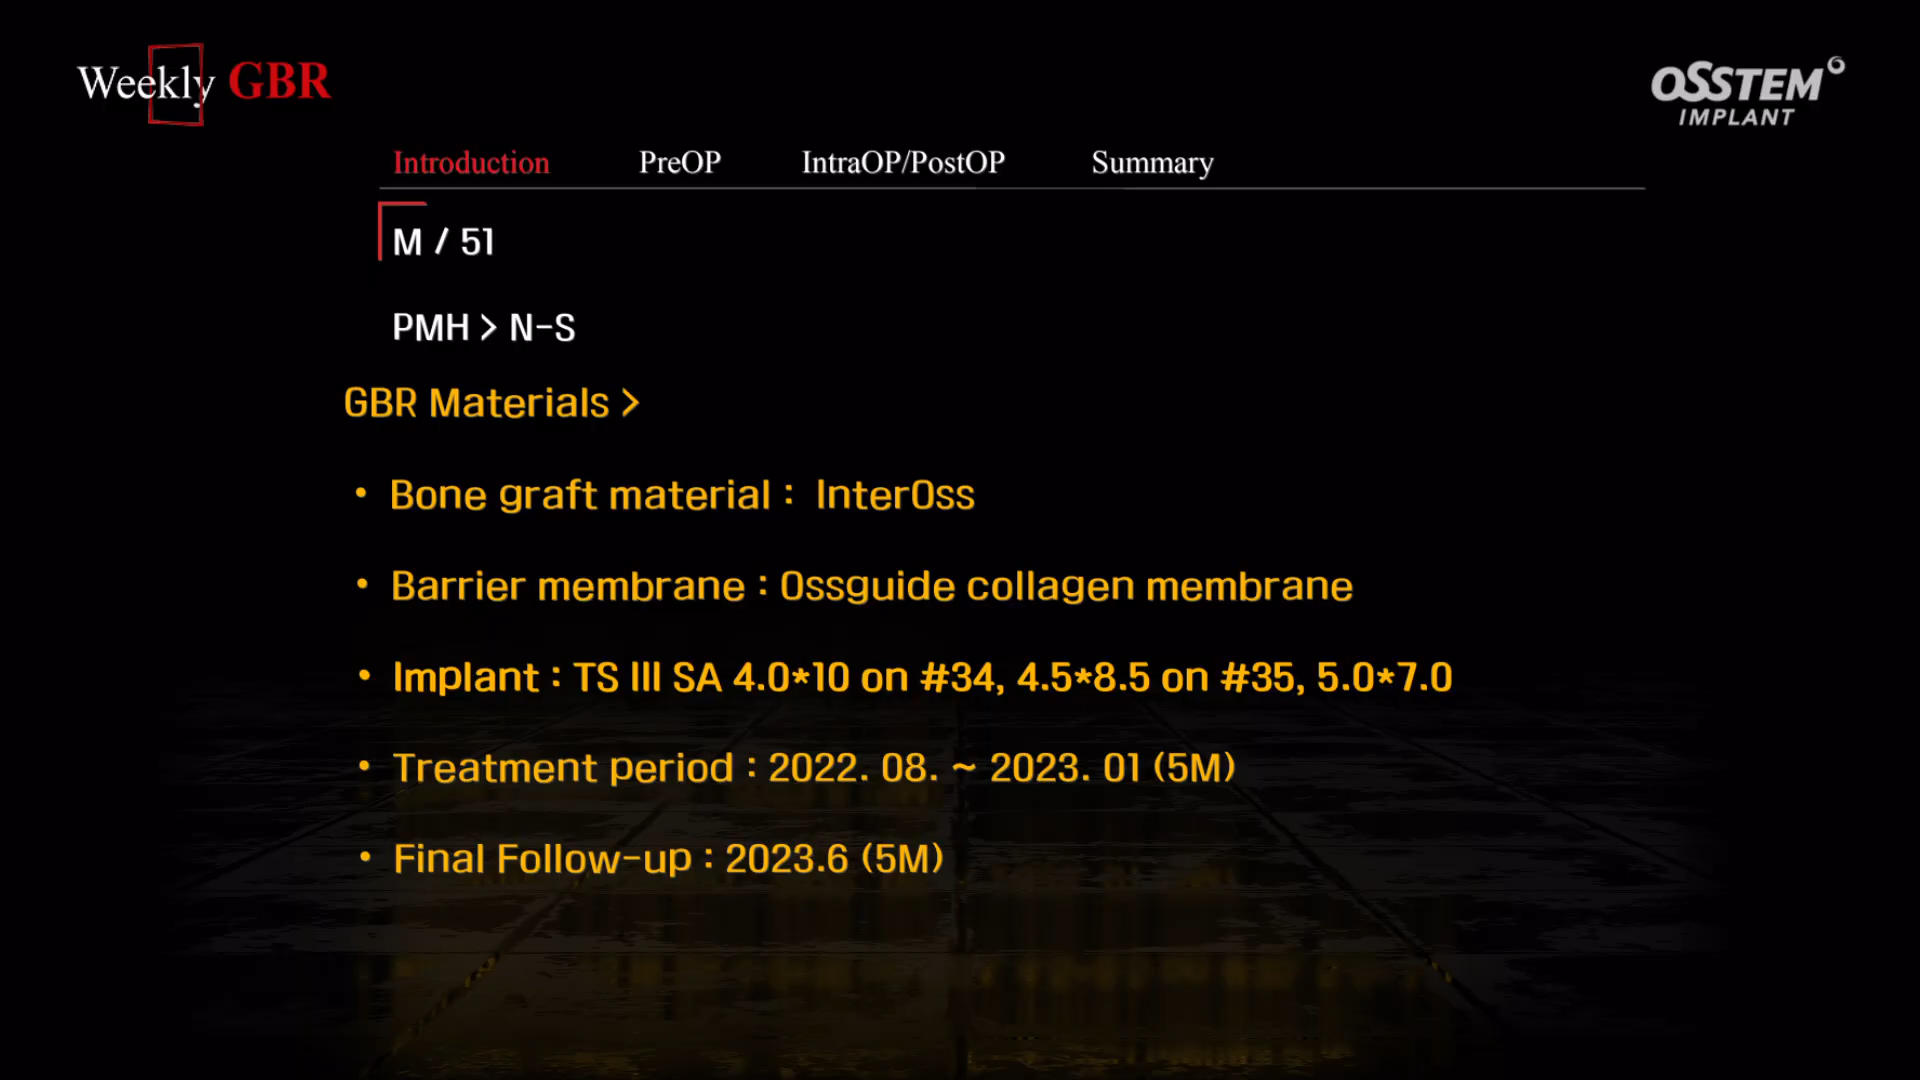 Weekly GBR
OSSTEM
IMPLANT
Introduction PreOP IntraOP/PostOP Summary
M / 51
PMH > N-S
GBR Materials >
• Bone graft material : InterOss
• Barrier membrane : Ossguide collagen membrane
• Implant : TS III SA 4.0*10 on #34, 4.5*8.5 on #35, 5.0*7.0
• Treatment period : 2022. 08. ~ 2023. 01 (5M)
• Final Follow-up : 2023.6 (5M)